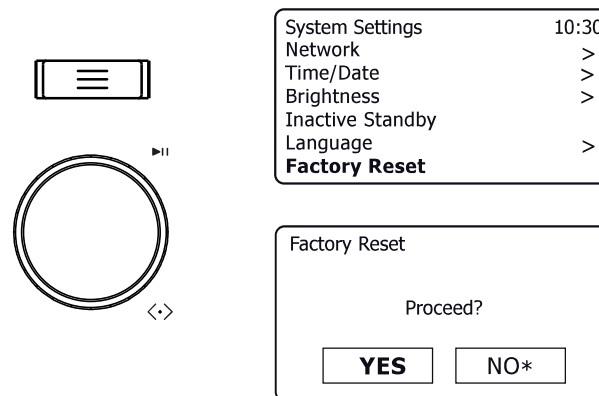 System Settings 10:30
Network >
Time/Date >
Brightness >
Inactive Standby
Language >
Factory Reset
Factory Reset
Proceed?
YES NO*